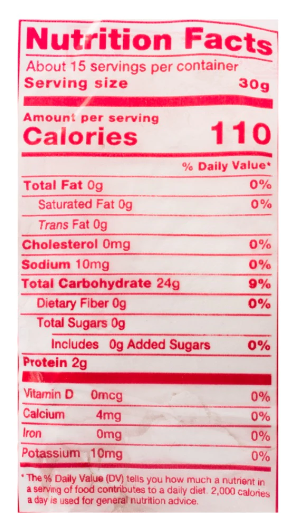 Nutrition Facts
About 15 servings per container
Serving size 30g
Amount per serving
Calories 110
% Daily Value*
Total Fat 0g 0%
Saturated Fat 0g 0%
Trans Fat 0g
Cholesterol 0mg 0%
Sodium 10mg 0%
Total Carbohydrate 24g 9%
Dietary Fiber 0g 0%
Total Sugars 0g
Includes 0g Added Sugars 0%
Protein 2g
Vitamin D 0mcg 0%
Calcium 4mg 0%
Iron 0mg 0%
Potassium 10mg 0%
* The % Daily Value (DV) tells you how much a nutrient in
a serving of food contributes to a daily diet. 2,000 calories
a day is used for general nutrition advice.